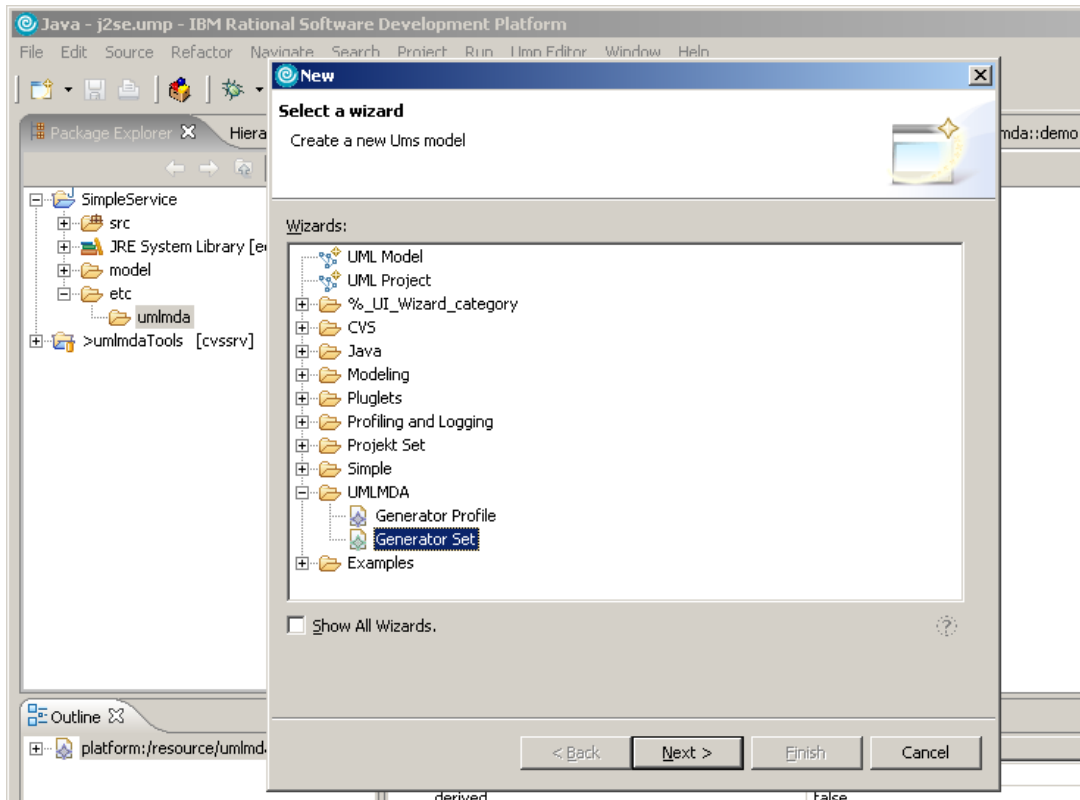 Java - j2se.ump - IBM Rational Software Development Platform
File Edit Source Refactor Navigate Search Project Run Ump Editor Window Help
New
Select a wizard
Create a new Ums model
Package Explorer
Hiera
mda::demo
SimpleService
src
JRE System Library [e
model
etc
umlmda
>umlmdaTools [cvssrv]
Wizards:
UML Model
UML Project
%_UI_Wizard_category
CVS
Java
Modeling
Pluglets
Profiling and Logging
Projekt Set
Simple
UMLMDA
Generator Profile
Generator Set
Examples
Show All Wizards.
?
Outline
platform:/resource/umlmd
< Back Next > Finish Cancel
derived false